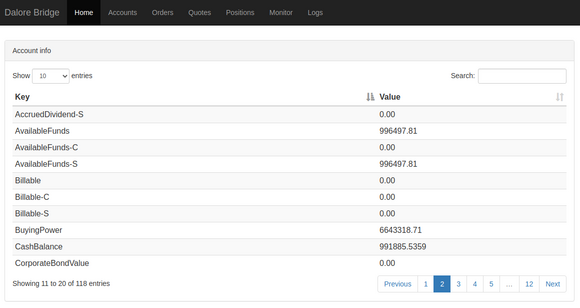 Dalore Bridge Home Accounts Orders Quotes Positions Monitor Logs
Account info
Show 10 entries Search:
Key Value
AccruedDividend-S 0.00
AvailableFunds 996497.81
AvailableFunds-C 0.00
AvailableFunds-S 996497.81
Billable 0.00
Billable-C 0.00
Billable-S 0.00
BuyingPower 6643318.71
CashBalance 991885.5359
CorporateBondValue 0.00
Showing 11 to 20 of 118 entries Previous 1 2 3 4 5 … 12 Next